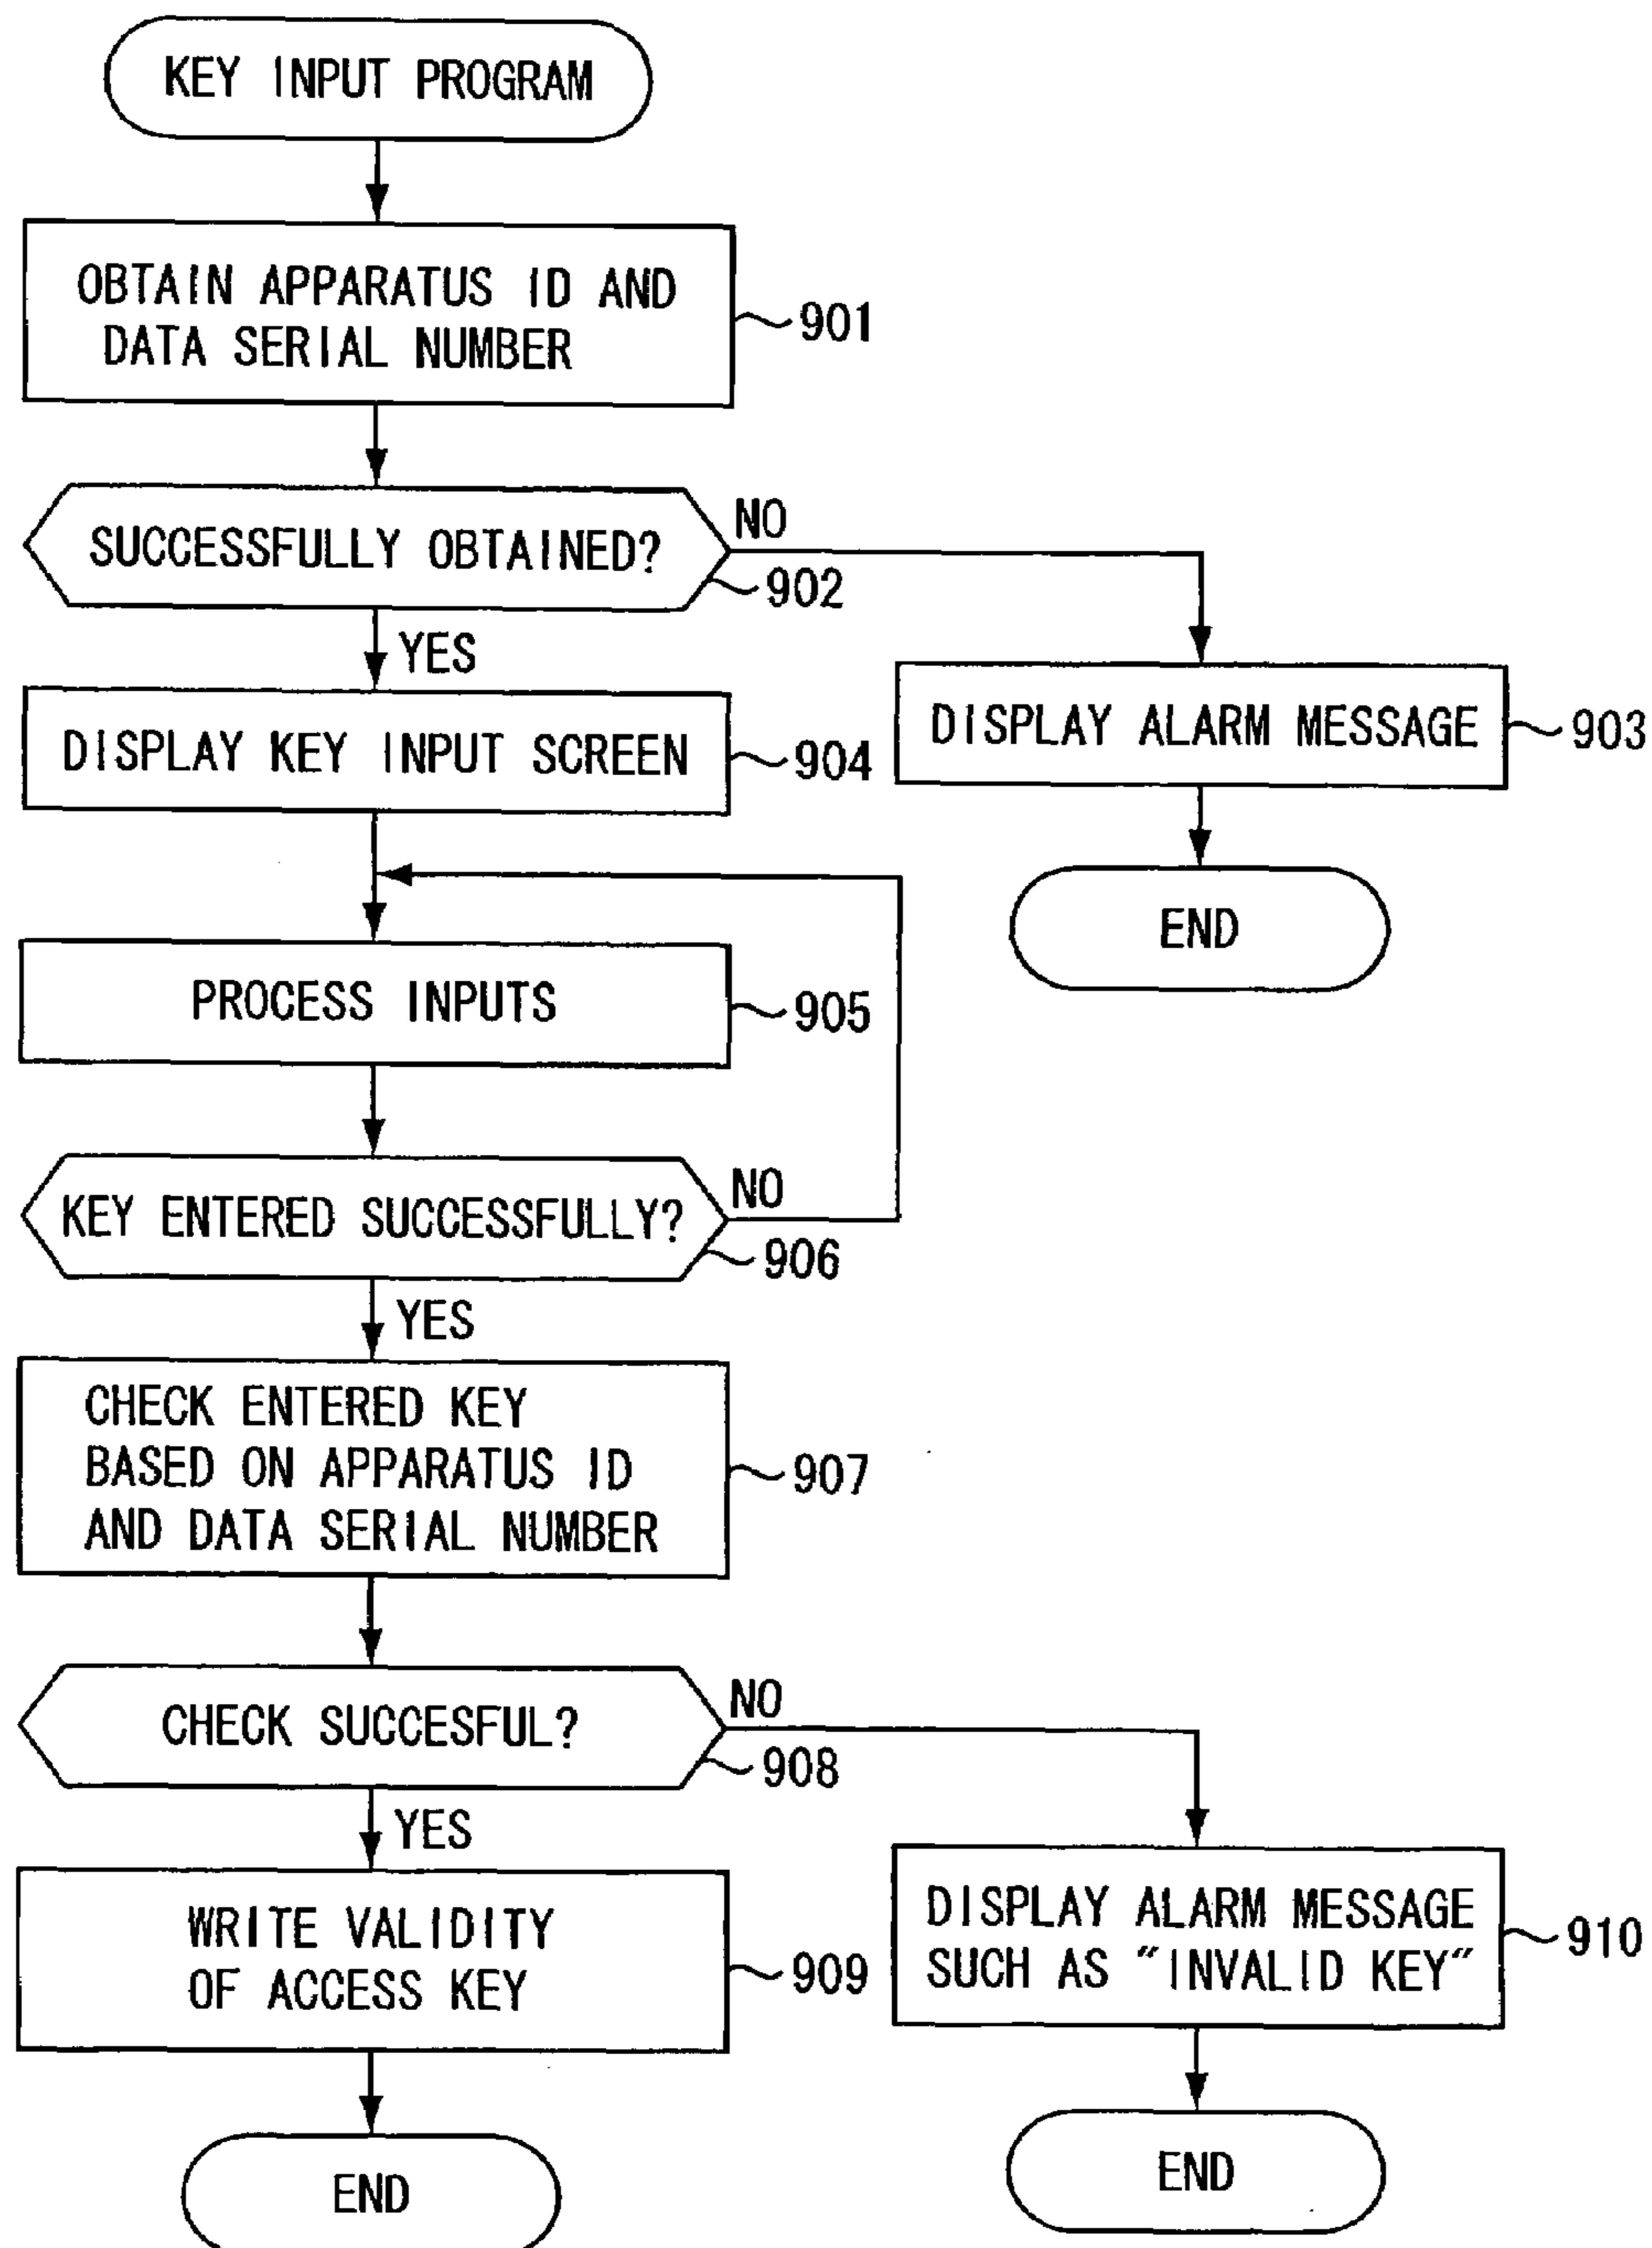 KEY INPUT PROGRAM
OBTAIN APPARATUS ID AND
DATA SERIAL NUMBER
901
SUCCESSFULLY OBTAINED?
NO
902
YES
DISPLAY ALARM MESSAGE
903
DISPLAY KEY INPUT SCREEN
904
END
PROCESS INPUTS
905
KEY ENTERED SUCCESSFULLY?
NO
906
YES
CHECK ENTERED KEY
BASED ON APPARATUS ID
AND DATA SERIAL NUMBER
907
CHECK SUCCESFUL?
NO
908
YES
WRITE VALIDITY
OF ACCESS KEY
909
DISPLAY ALARM MESSAGE
SUCH AS "INVALID KEY"
910
END
END